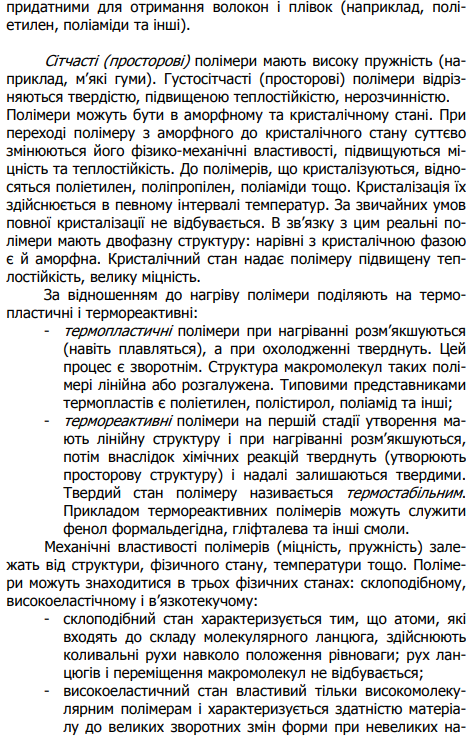 придатними для отримання волокон і плівок (наприклад, полі-
етилен, поліаміди та інші).
Сітчасті (просторові) полімери мають високу пружність (на-
приклад, м’які гуми). Густосітчасті (просторові) полімери відріз-
няються твердістю, підвищеною теплостійкістю, нерозчинністю.
Полімери можуть бути в аморфному та кристалічному стані. При
переході полімеру з аморфного до кристалічного стану суттєво
змінюються його фізико-механічні властивості, підвищуються мі-
цність та теплостійкість. До полімерів, що кристалізуються, відно-
сяться поліетилен, поліпропілен, поліаміди тощо. Кристалізація їх
здійснюється в певному інтервалі температур. За звичайних умов
повної кристалізації не відбувається. В зв’язку з цим реальні по-
лімери мають двофазну структуру: нарівні з кристалічною фазою
є й аморфна. Кристалічний стан надає полімеру підвищену теп-
лостійкість, велику міцність.
За відношенням до нагріву полімери поділяють на термо-
пластичні і термореактивні:
- термопластичні полімери при нагріванні розм’якшуються
(навіть плавляться), а при охолодженні тверднуть. Цей
процес є зворотнім. Структура макромолекул таких полі-
мері лінійна або розгалужена. Типовими представниками
термопластів є поліетилен, полістирол, поліамід та інші;
- термореактивні полімери на першій стадії утворення ма-
ють лінійну структуру і при нагріванні розм’якшуються,
потім внаслідок хімічних реакцій тверднуть (утворюють
просторову структуру) і надалі залишаються твердими.
Твердий стан полімеру називається термостабільним.
Прикладом термореактивних полімерів можуть служити
фенол формальдегідна, гліфталева та інші смоли.
Механічні властивості полімерів (міцність, пружність) зале-
жать від структури, фізичного стану, температури тощо. Поліме-
ри можуть знаходитися в трьох фізичних станах: склоподібному,
високоеластічному і в’язкотекучому:
- склоподібний стан характеризується тим, що атоми, які
входять до складу молекулярного ланцюга, здійснюють
коливальні рухи навколо положення рівноваги; рух лан-
цюгів і переміщення макромолекул не відбувається;
- високоеластичний стан властивий тільки високомолеку-
лярним полімерам і характеризується здатністю матеріа-
лу до великих зворотних змін форми при невеликих на-